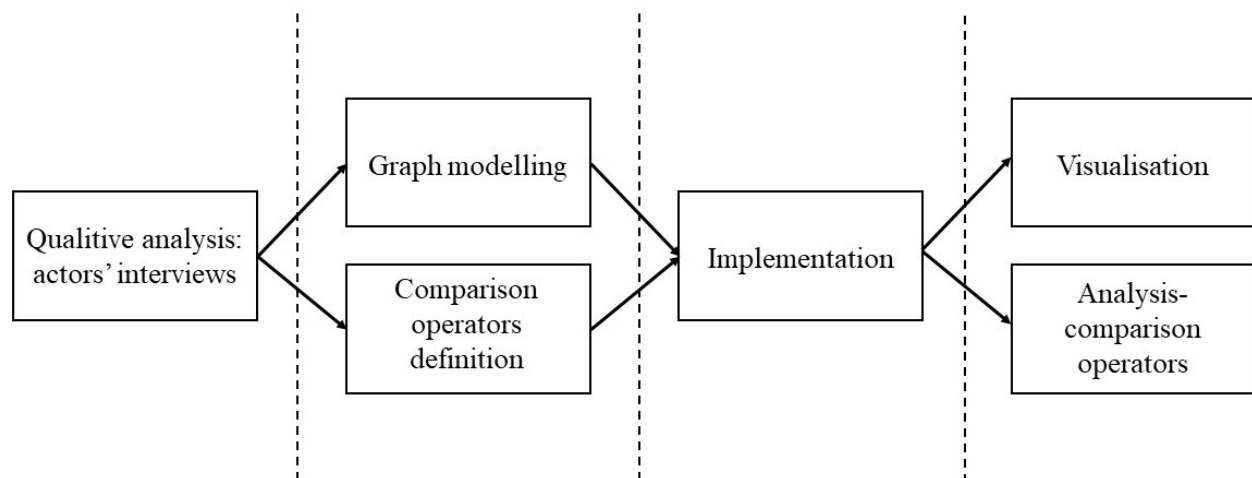 Qualitive analysis:
actors’ interviews
Graph modelling
Comparison
operators
definition
Implementation
Visualisation
Analysis-
comparison
operators